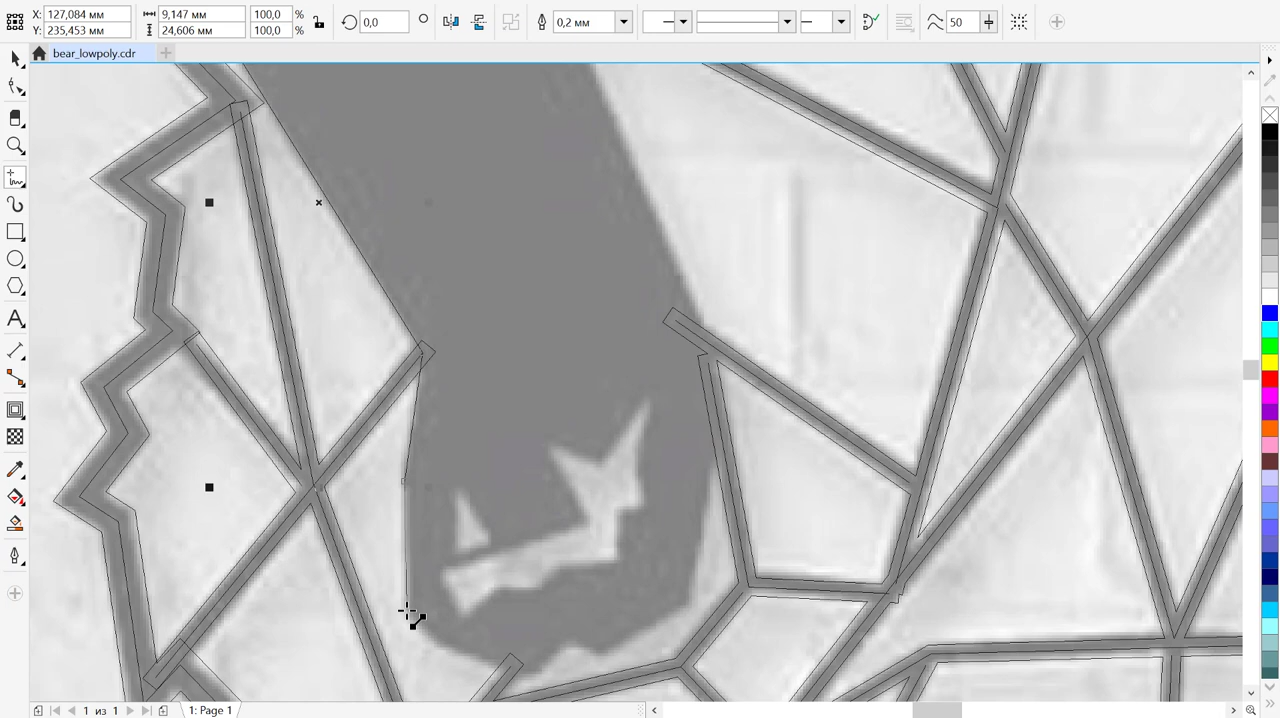 X: 127,084 мм 9,147 мм 100,0 % 0,0 0,2 мм 50
Y: 235,453 мм 24,606 мм 100,0 %
bear_lowpoly.cdr
1 из 1 1: Page 1